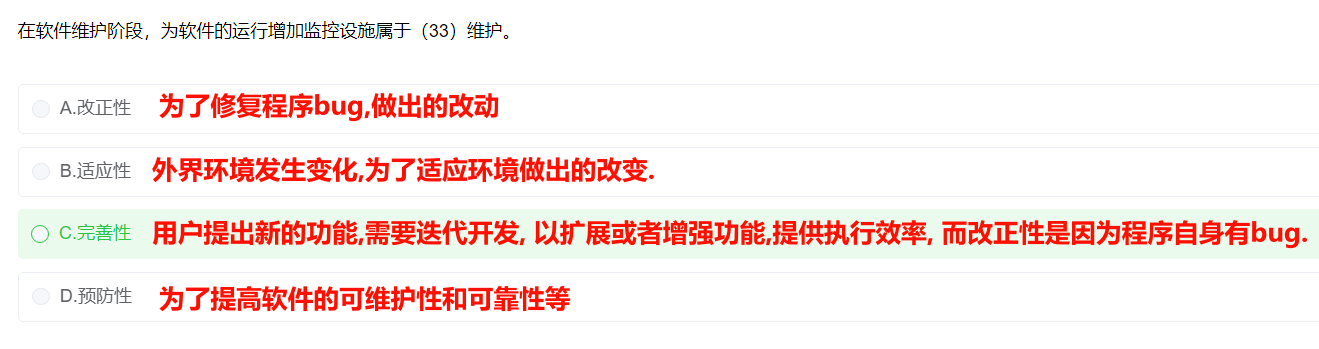 在软件维护阶段，为软件的运行增加监控设施属于（33）维护。
A.改正性 为了修复程序bug,做出的改动
B.适应性 外界环境发生变化,为了适应环境做出的改变.
C.完善性 用户提出新的功能,需要迭代开发, 以扩展或者增强功能,提供执行效率, 而改正性是因为程序自身有bug.
D.预防性 为了提高软件的可维护性和可靠性等